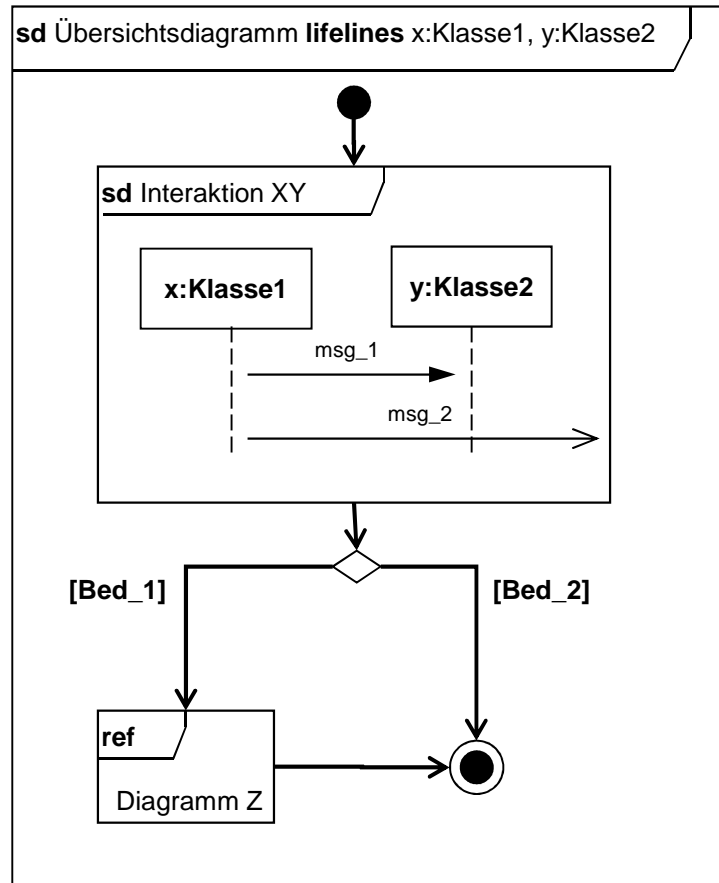 sd Übersichtsdiagramm lifelines x:Klasse1, y:Klasse2
sd Interaktion XY
x:Klasse1
y:Klasse2
msg_1
msg_2
[Bed_1]
[Bed_2]
ref
Diagramm Z